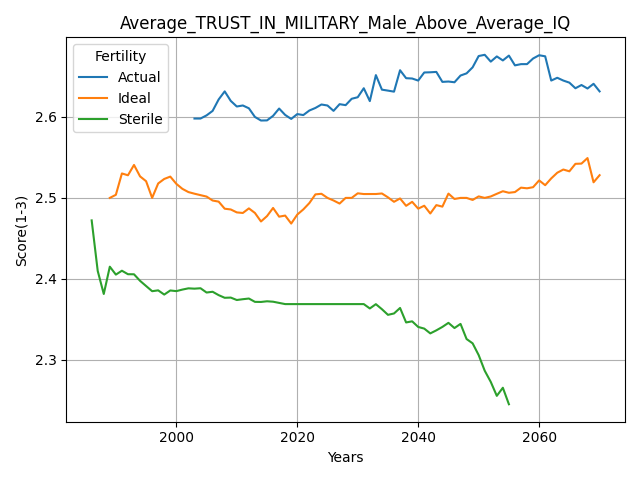 Average_TRUST_IN_MILITARY_Male_Above_Average_IQ
Fertility
Actual
Ideal
Sterile
Score(1-3)
2.6
2.5
2.4
2.3
2000 2020 2040 2060
Years